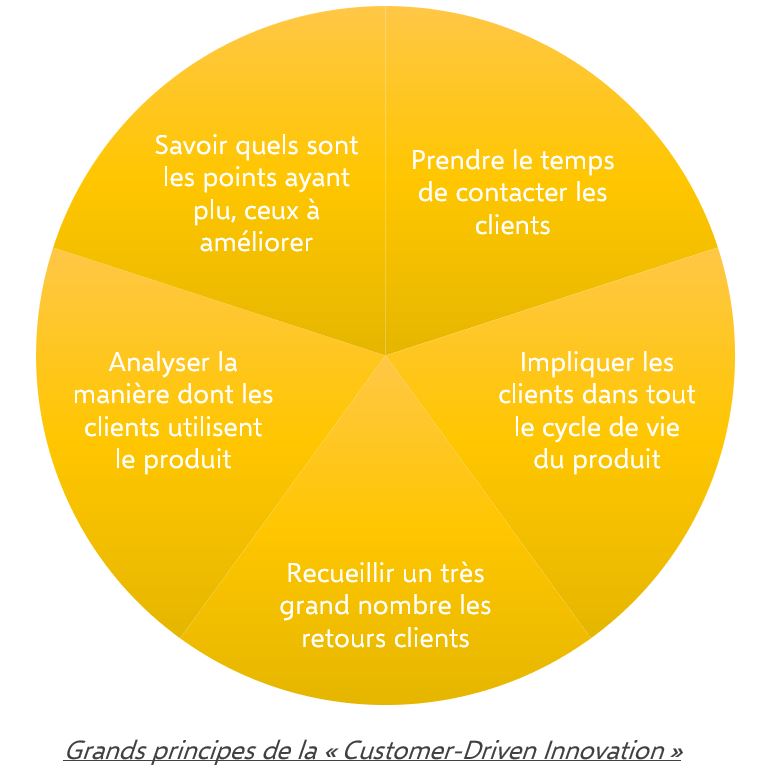 Prendre le temps
de contacter les
clients
Impliquer les
clients dans tout
le cycle de vie
du produit
Recueillir un très
grand nombre les
retours clients
Analyser la
manière dont les
clients utilisent
le produit
Savoir quels sont
les points ayant
plu, ceux à
améliorer
Grands principes de la « Customer-Driven Innovation »